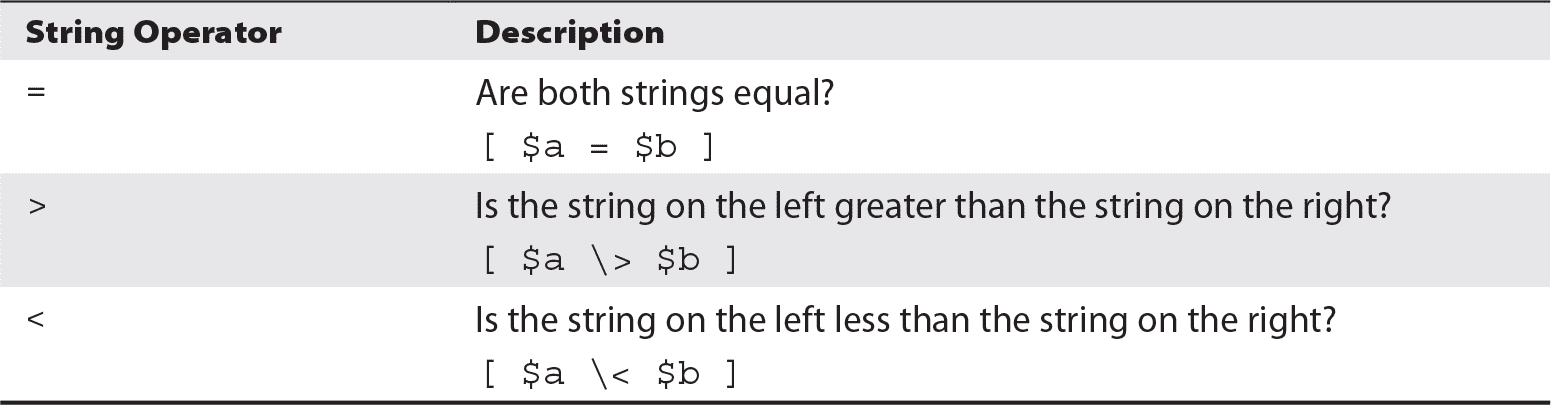 String Operator Description
= Are both strings equal?
[ $a = $b ]
> Is the string on the left greater than the string on the right?
[ $a \> $b ]
< Is the string on the left less than the string on the right?
[ $a \< $b ]